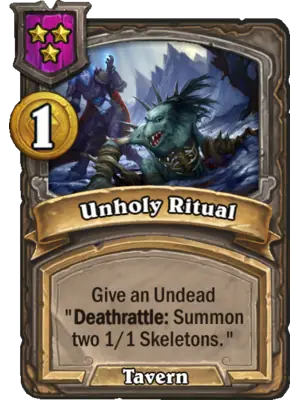 1
Unholy Ritual
Give an Undead
"Deathrattle: Summon
two 1/1 Skeletons."
Tavern